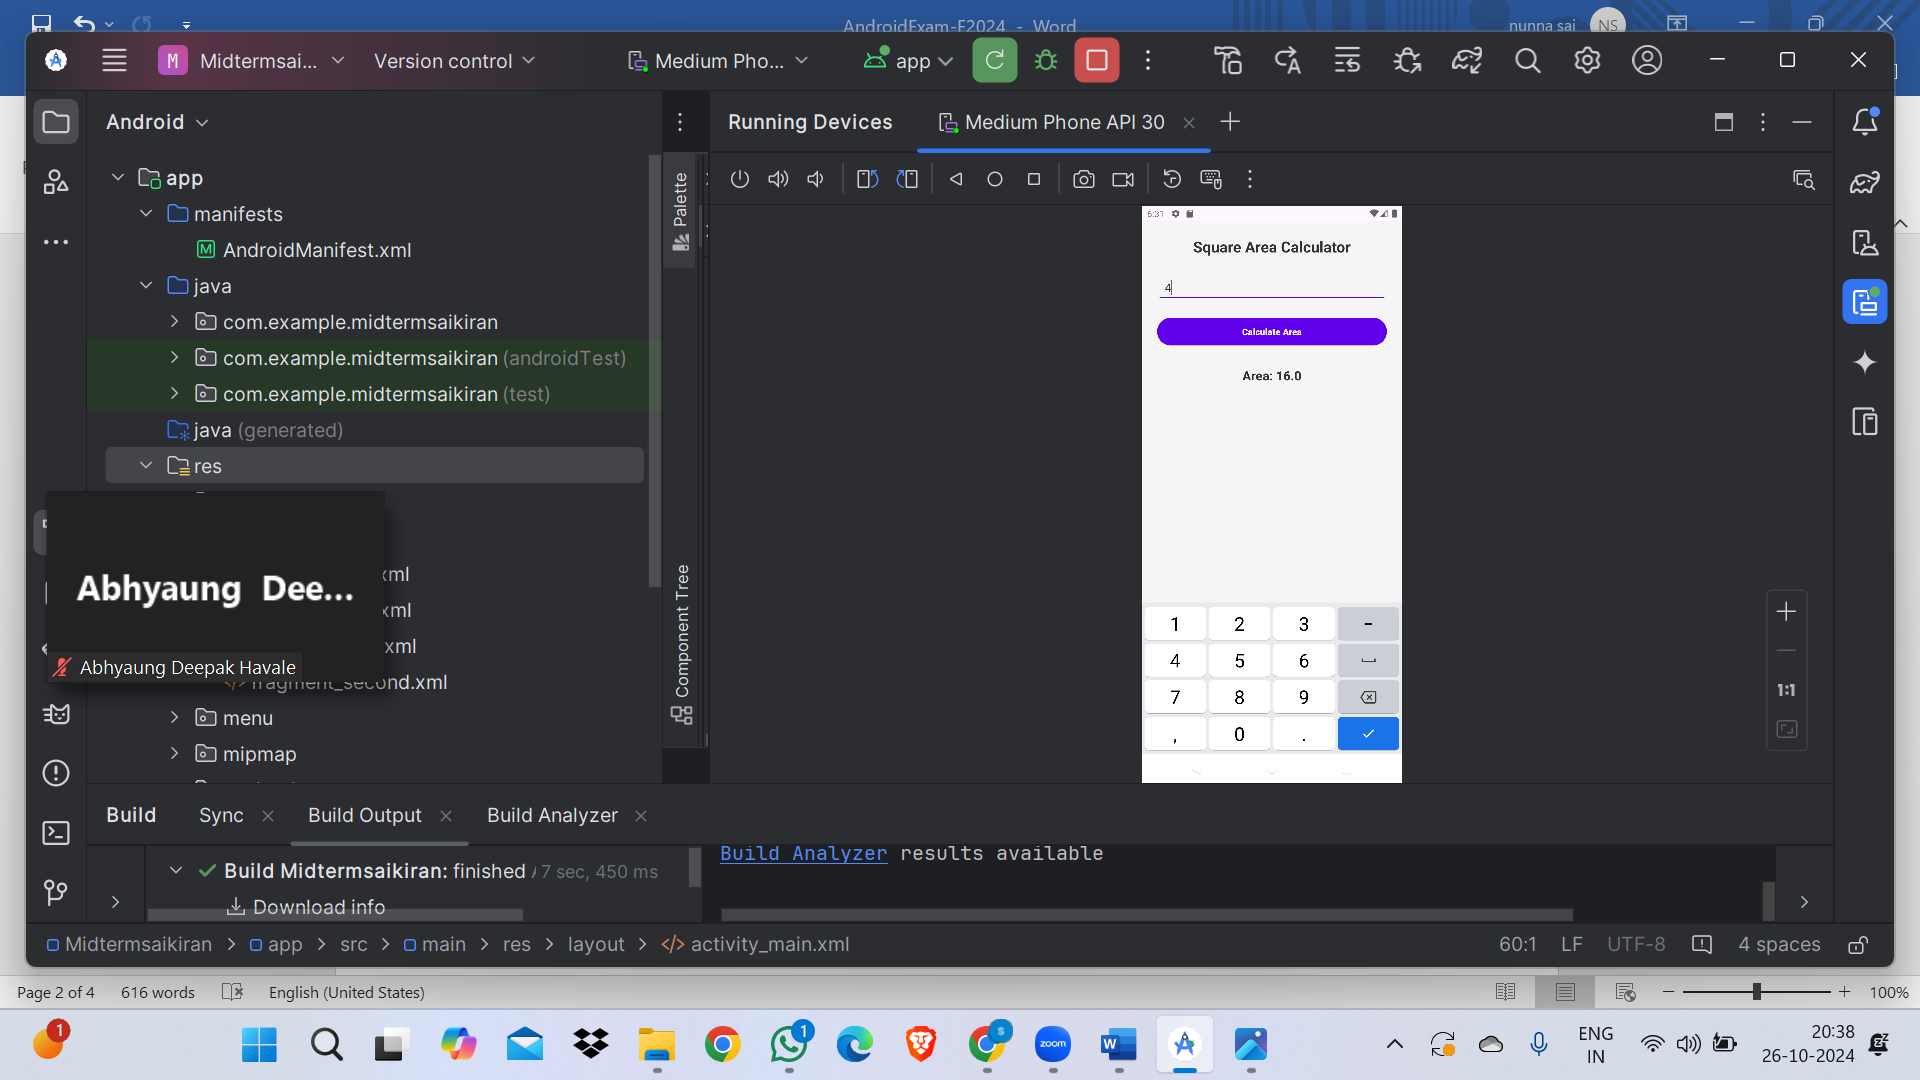 AndroidExam-F2024 - Word
nunna sai
NS
M
Midtermsai...
Version control
Medium Pho...
app
Android
Running Devices
Medium Phone API 30
app
manifests
AndroidManifest.xml
java
com.example.midtermsaikiran
com.example.midtermsaikiran (androidTest)
com.example.midtermsaikiran (test)
java (generated)
res
xml
xml
xml
fragment_second.xml
menu
mipmap
Palette
Component Tree
Abhyaung Dee...
Abhyaung Deepak Havale
6:31
Square Area Calculator
4
Calculate Area
Area: 16.0
1 2 3 -
4 5 6
7 8 9
, 0 .
1:1
Build
Sync
Build Output
Build Analyzer
Build Midtermsaikiran: finished
7 sec, 450 ms
Download info
Build Analyzer results available
Midtermsaikiran > app > src > main > res > layout > activity_main.xml
60:1 LF UTF-8 4 spaces
Page 2 of 4 616 words English (United States)
100%
1
1
$
zoom
W
ENG
IN
20:38
26-10-2024